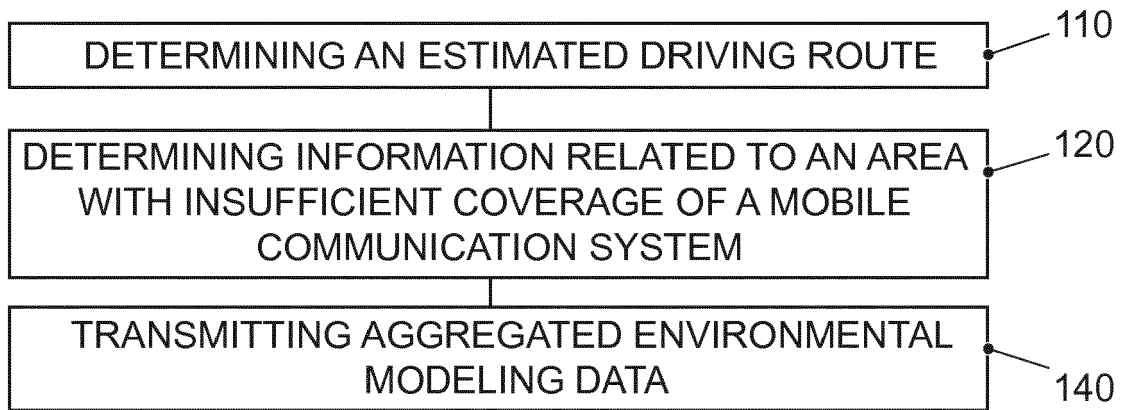 110
DETERMINING AN ESTIMATED DRIVING ROUTE
120
DETERMINING INFORMATION RELATED TO AN AREA
WITH INSUFFICIENT COVERAGE OF A MOBILE
COMMUNICATION SYSTEM
TRANSMITTING AGGREGATED ENVIRONMENTAL
MODELING DATA
140